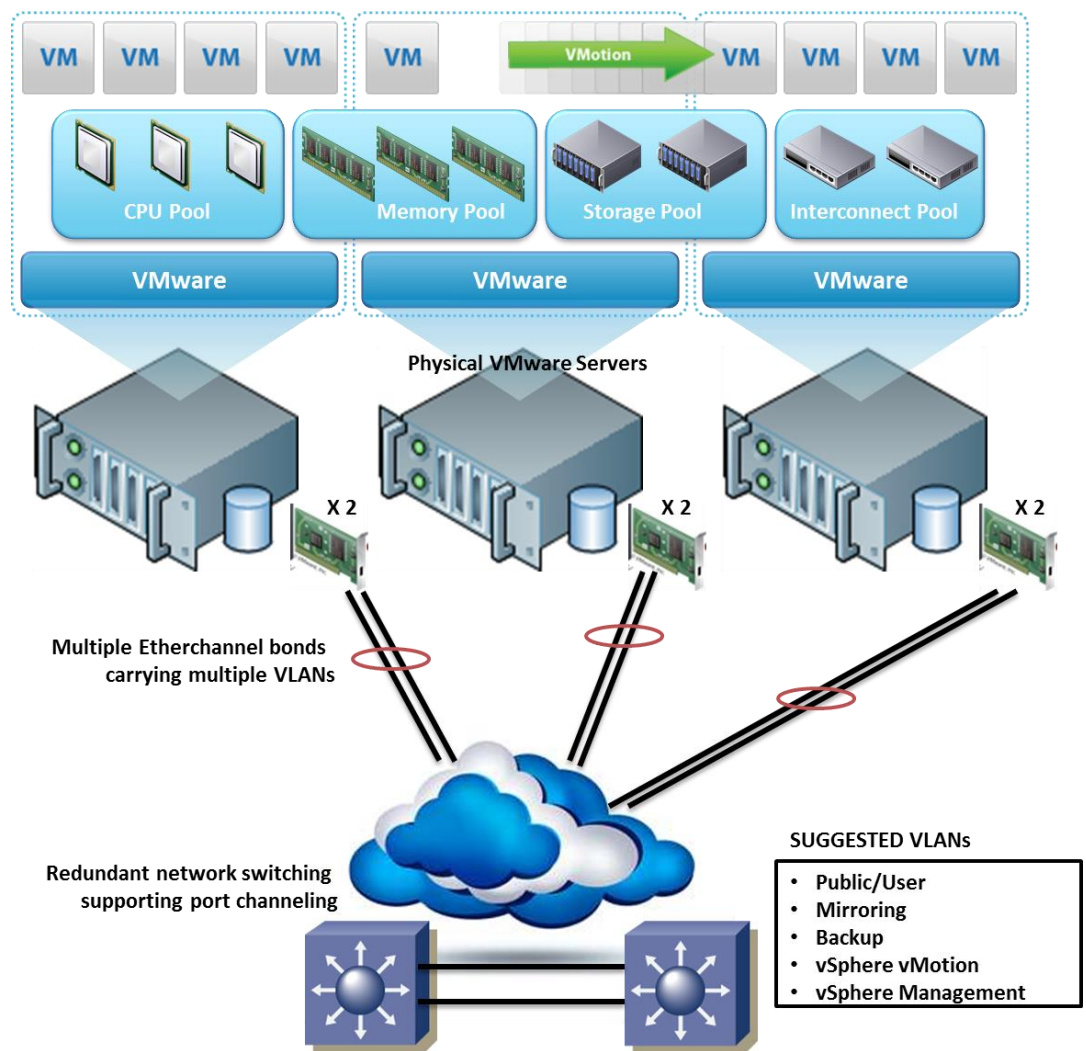 VM VM VM VM VM VMotion VM VM VM VM
CPU Pool Memory Pool Storage Pool Interconnect Pool
VMware VMware VMware
Physical VMware Servers
X 2 X 2 X 2
Multiple Etherchannel bonds
carrying multiple VLANs
Redundant network switching
supporting port channeling
SUGGESTED VLANs
• Public/User
• Mirroring
• Backup
• vSphere vMotion
• vSphere Management